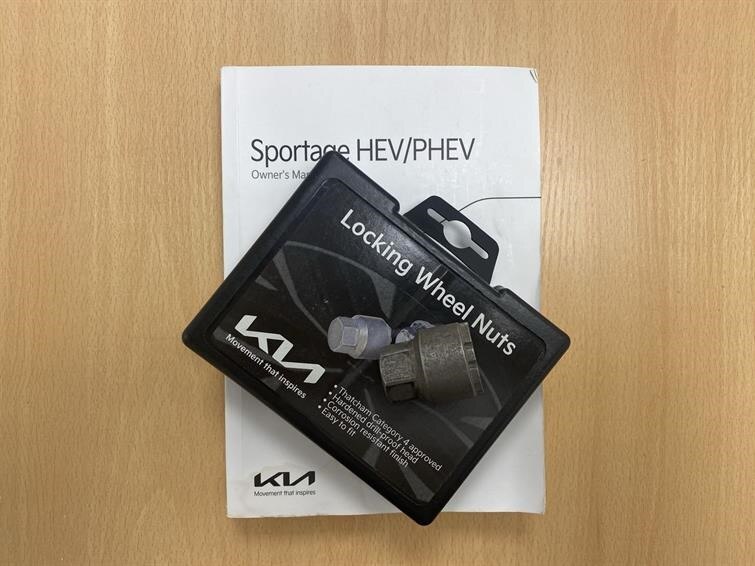 Sportage HEV/PHEV
Owner's Man
Locking Wheel Nuts
KIA
Movement that inspires
• Thatcham Category 4 approved
• Hardened drill-proof head
• Corrosion resistant finish
• Easy to fit
KIA
Movement that inspires